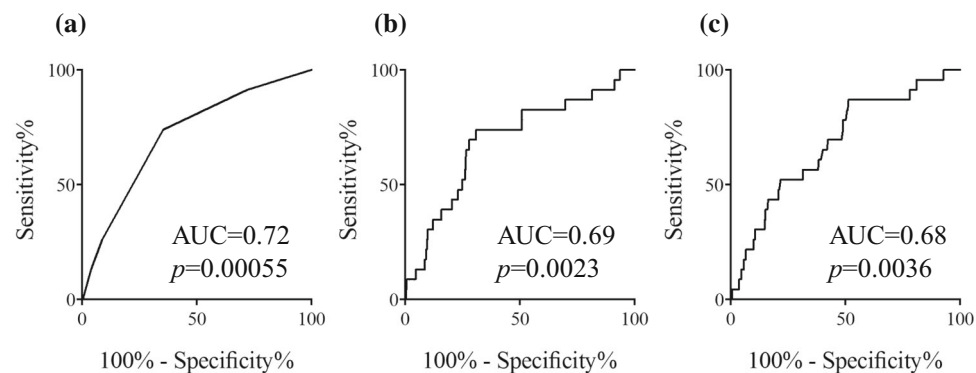 (a)
100
50
0
Sensitivity%
AUC=0.72
p=0.00055
0 50 100
100% - Specificity%
(b)
100
50
0
Sensitivity%
AUC=0.69
p=0.0023
0 50 100
100% - Specificity%
(c)
100
50
0
Sensitivity%
AUC=0.68
p=0.0036
0 50 100
100% - Specificity%